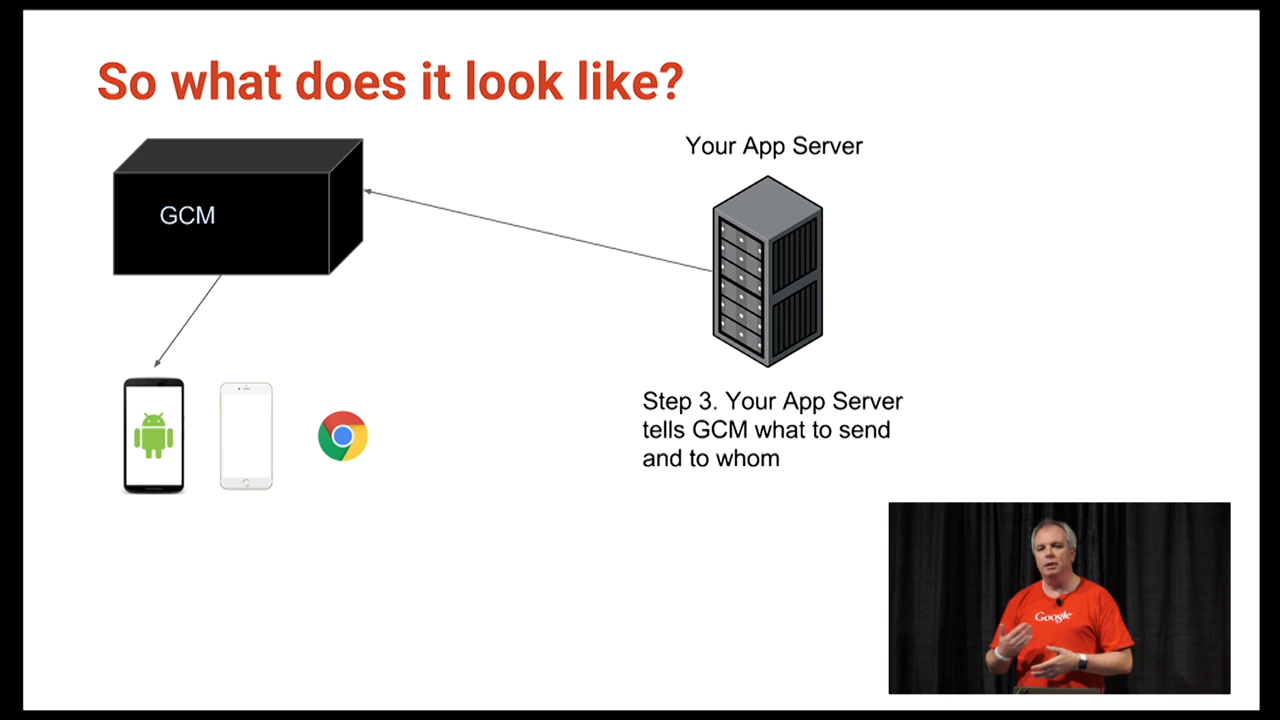 So what does it look like?
Your App Server
GCM
Step 3. Your App Server
tells GCM what to send
and to whom
Google